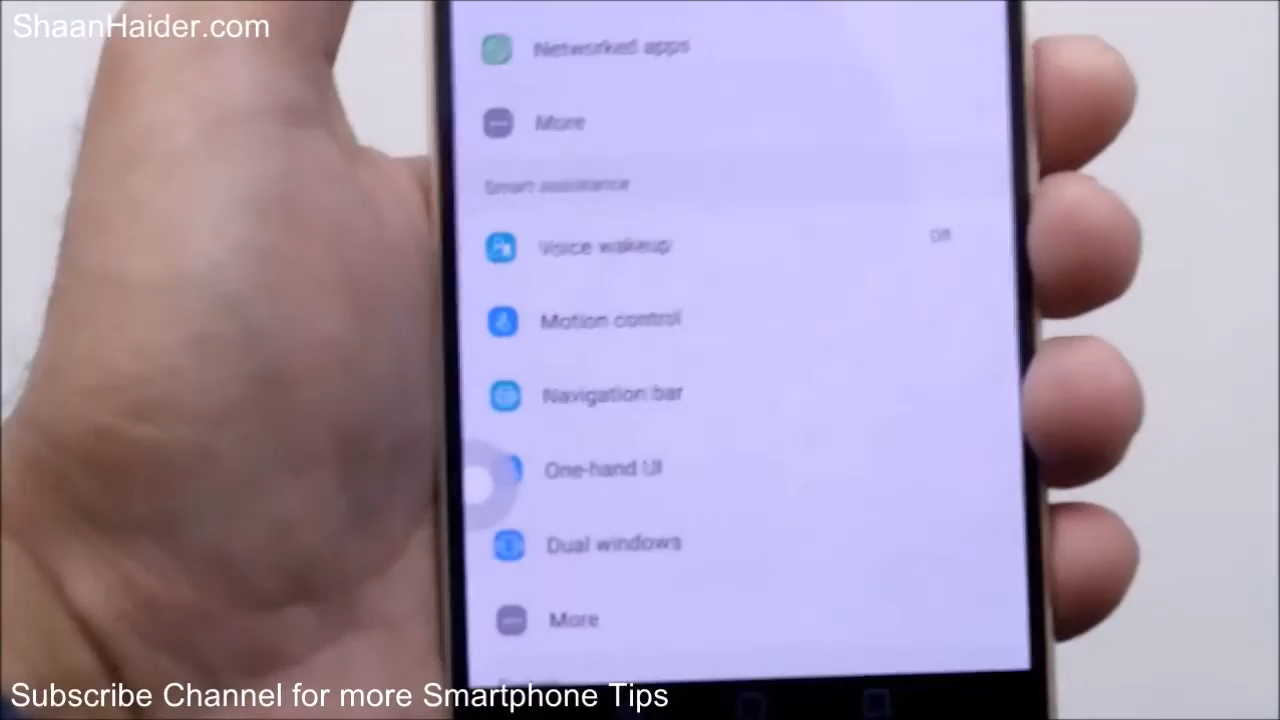 ShaanHaider.com
Networked apps
More
Smart assistance
Voice wakeup
Off
Motion control
Navigation bar
One-hand UI
Dual windows
More
Subscribe Channel for more Smartphone Tips